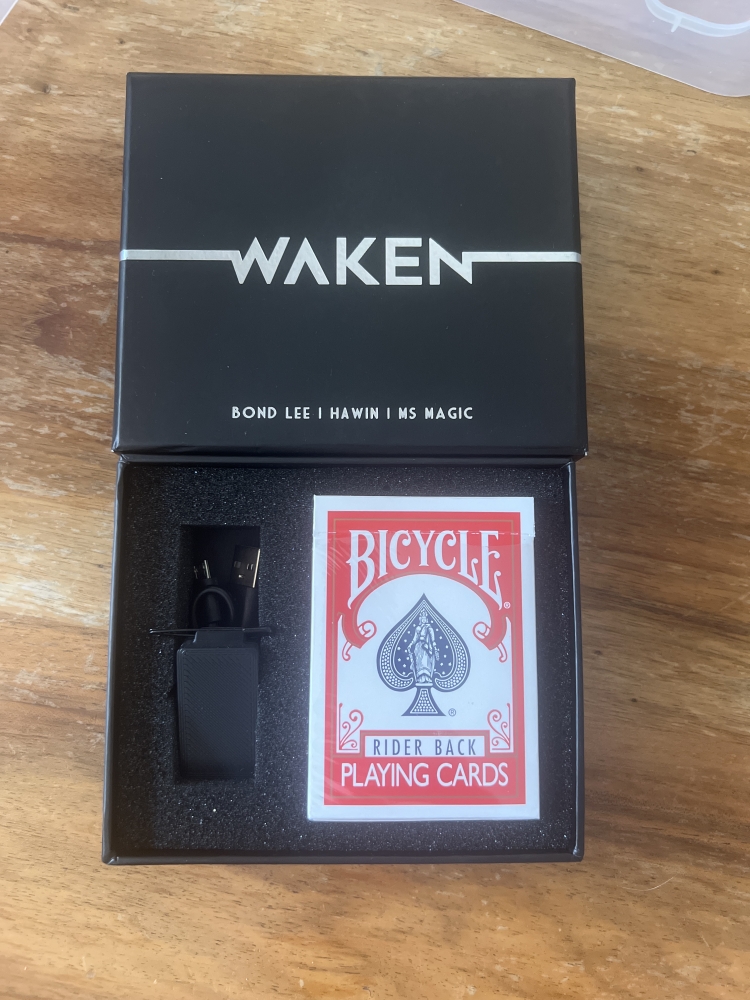 WAKEN
BOND LEE | HAWIN | MS MAGIC
BICYCLE
®
®
RIDER BACK
PLAYING CARDS